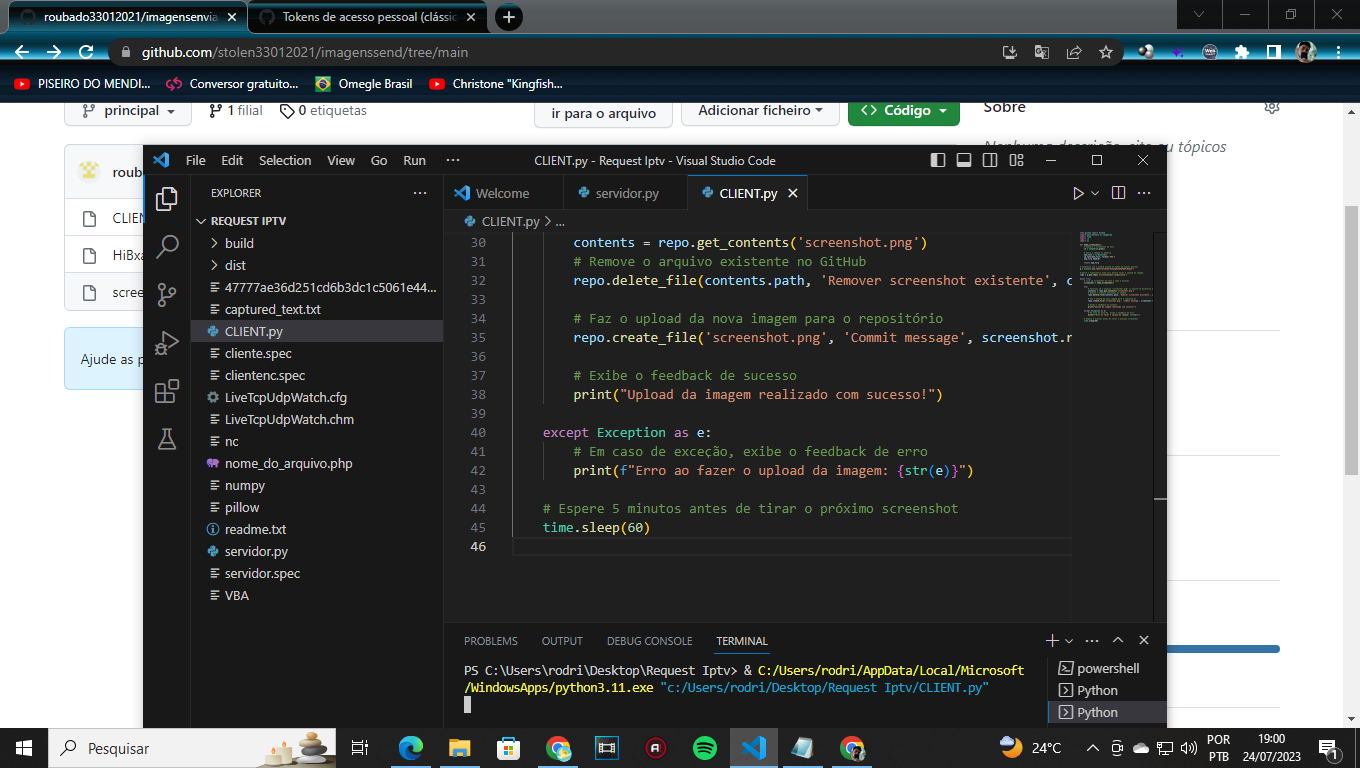 roubado33012021/imagensenvia
Tokens de acesso pessoal (clássic
github.com/stolen33012021/imagenssend/tree/main
PISEIRO DO MENDI...
Conversor gratuito...
Omegle Brasil
Christone "Kingfish...
principal
1 filial
0 etiquetas
ir para o arquivo
Adicionar ficheiro
Código
Sobre
roub
CLIEN
HiBxa
scree
Ajude as p
File Edit Selection View Go Run ···
CLIENT.py - Request Iptv - Visual Studio Code
EXPLORER
REQUEST IPTV
build
dist
47777ae36d251cd6b3dc1c5061e44...
captured_text.txt
CLIENT.py
cliente.spec
clientenc.spec
LiveTcpUdpWatch.cfg
LiveTcpUdpWatch.chm
nc
nome_do_arquivo.php
numpy
pillow
readme.txt
servidor.py
servidor.spec
VBA
Welcome
servidor.py
CLIENT.py
CLIENT.py > ...
30 contents = repo.get_contents('screenshot.png')
31 # Remove o arquivo existente no GitHub
32 repo.delete_file(contents.path, 'Remover screenshot existente', c
33
34 # Faz o upload da nova imagem para o repositório
35 repo.create_file('screenshot.png', 'Commit message', screenshot.r
36
37 # Exibe o feedback de sucesso
38 print("Upload da imagem realizado com sucesso!")
39
40 except Exception as e:
41 # Em caso de exceção, exibe o feedback de erro
42 print(f"Erro ao fazer o upload da imagem: {str(e)}")
43
44 # Espere 5 minutos antes de tirar o próximo screenshot
45 time.sleep(60)
46
PROBLEMS OUTPUT DEBUG CONSOLE TERMINAL
PS C:\Users\rodri\Desktop\Request Iptv> & C:/Users/rodri/AppData/Local/Microsoft
/WindowsApps/python3.11.exe "c:/Users/rodri/Desktop/Request Iptv/CLIENT.py"
powershell
Python
Python
Pesquisar
24°C
POR
PTB
19:00
24/07/2023
1